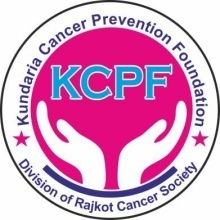 Kundaria Cancer Prevention Foundation
KCPF
Division of Rajkot Cancer Society